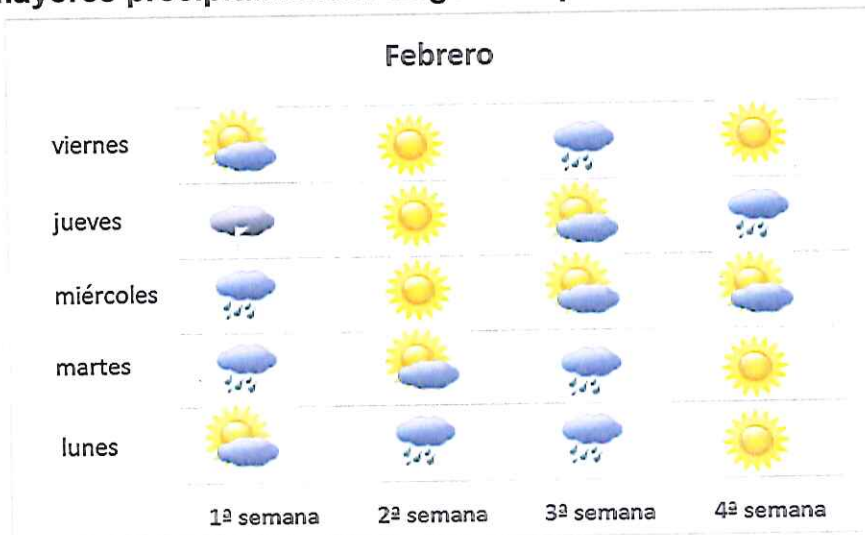 Febrero
viernes
jueves
miércoles
martes
lunes
1ª semana 2ª semana 3ª semana 4ª semana